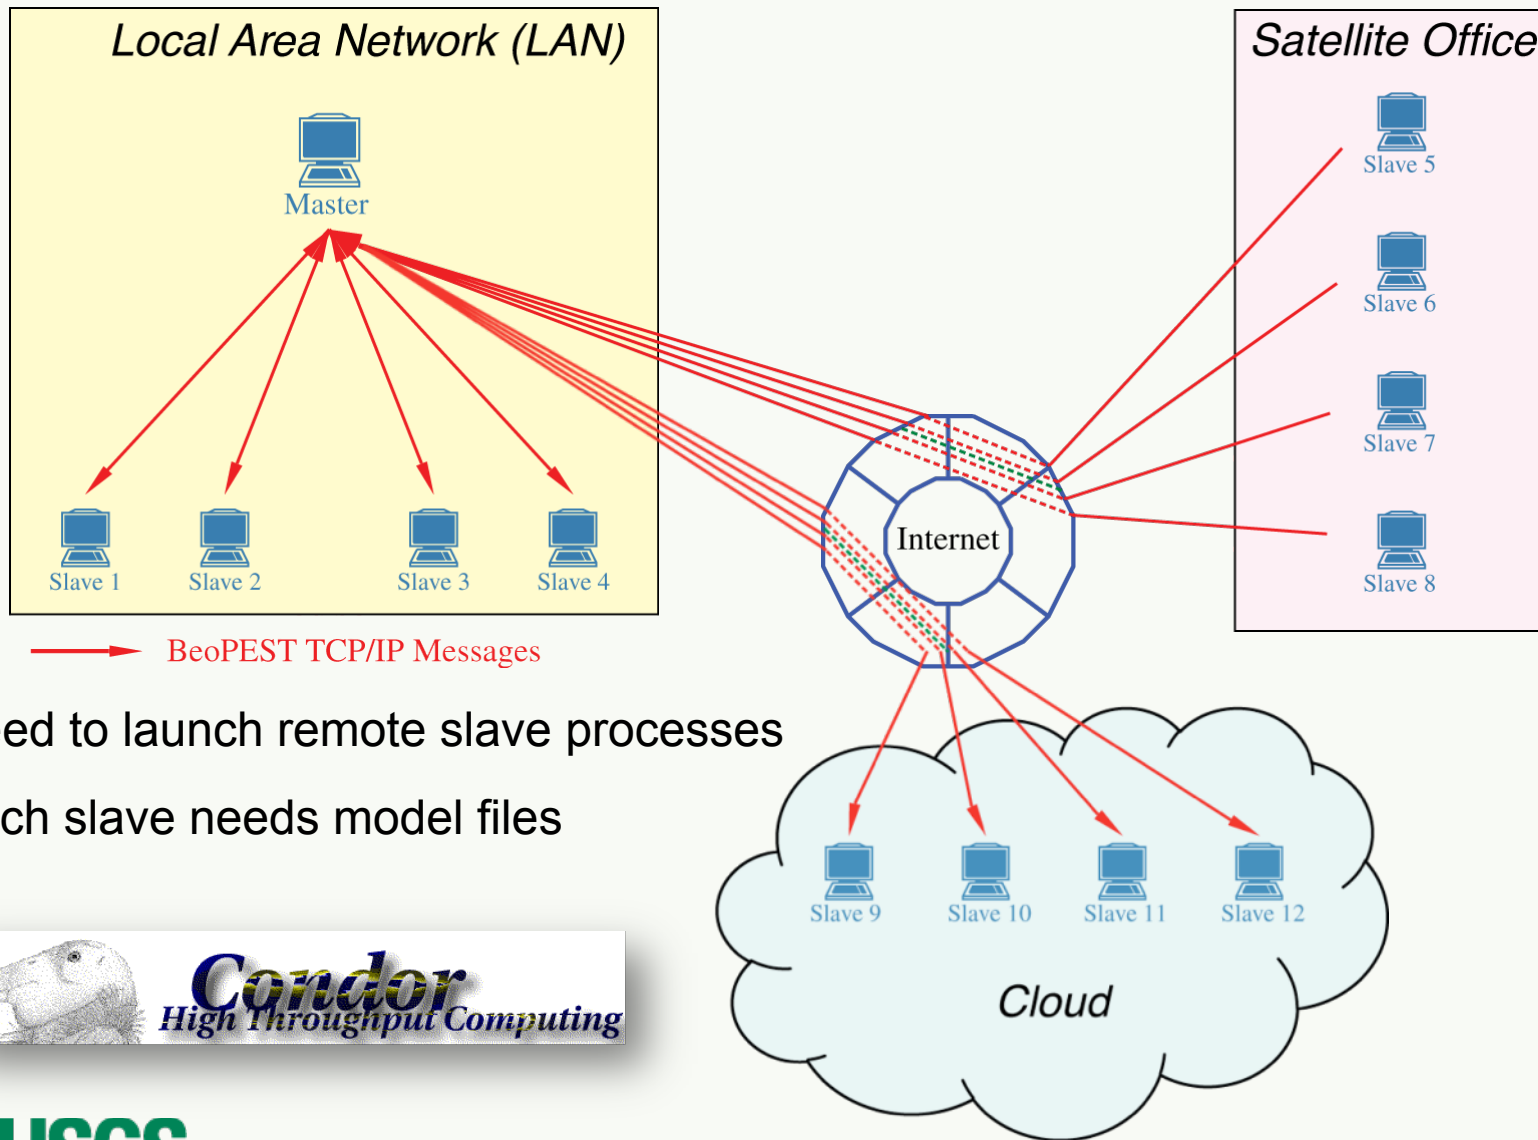 Local Area Network (LAN)
Satellite Office
Master
Slave 5
Slave 6
Slave 7
Slave 8
Internet
Slave 1
Slave 2
Slave 3
Slave 4
BeoPEST TCP/IP Messages
ed to launch remote slave processes
ch slave needs model files
Slave 9
Slave 10
Slave 11
Slave 12
Cloud
Condor
High Throughput Computing
USGS